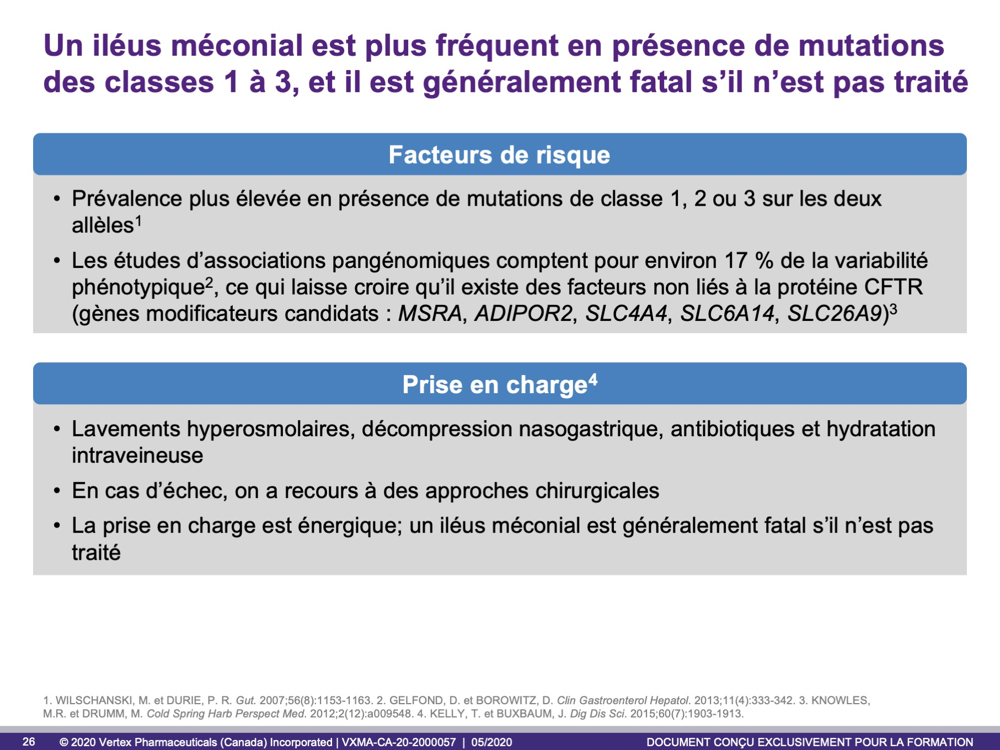 Un iléus méconial est plus fréquent en présence de mutations
des classes 1 à 3, et il est généralement fatal s’il n’est pas traité
Facteurs de risque
• Prévalence plus élevée en présence de mutations de classe 1, 2 ou 3 sur les deux
allèles¹
• Les études d’associations pangénomiques comptent pour environ 17 % de la variabilité
phénotypique², ce qui laisse croire qu’il existe des facteurs non liés à la protéine CFTR
(gènes modificateurs candidats : MSRA, ADIPOR2, SLC4A4, SLC6A14, SLC26A9)³
Prise en charge⁴
• Lavements hyperosmolaires, décompression nasogastrique, antibiotiques et hydratation
intraveineuse
• En cas d’échec, on a recours à des approches chirurgicales
• La prise en charge est énergique; un iléus méconial est généralement fatal s’il n’est pas
traité
1. WILSCHANSKI, M. et DURIE, P. R. Gut. 2007;56(8):1153-1163. 2. GELFOND, D. et BOROWITZ, D. Clin Gastroenterol Hepatol. 2013;11(4):333-342. 3. KNOWLES,
M.R. et DRUMM, M. Cold Spring Harb Perspect Med. 2012;2(12):a009548. 4. KELLY, T. et BUXBAUM, J. Dig Dis Sci. 2015;60(7):1903-1913.
26 © 2020 Vertex Pharmaceuticals (Canada) Incorporated | VXMA-CA-20-2000057 | 05/2020 DOCUMENT CONÇU EXCLUSIVEMENT POUR LA FORMATION